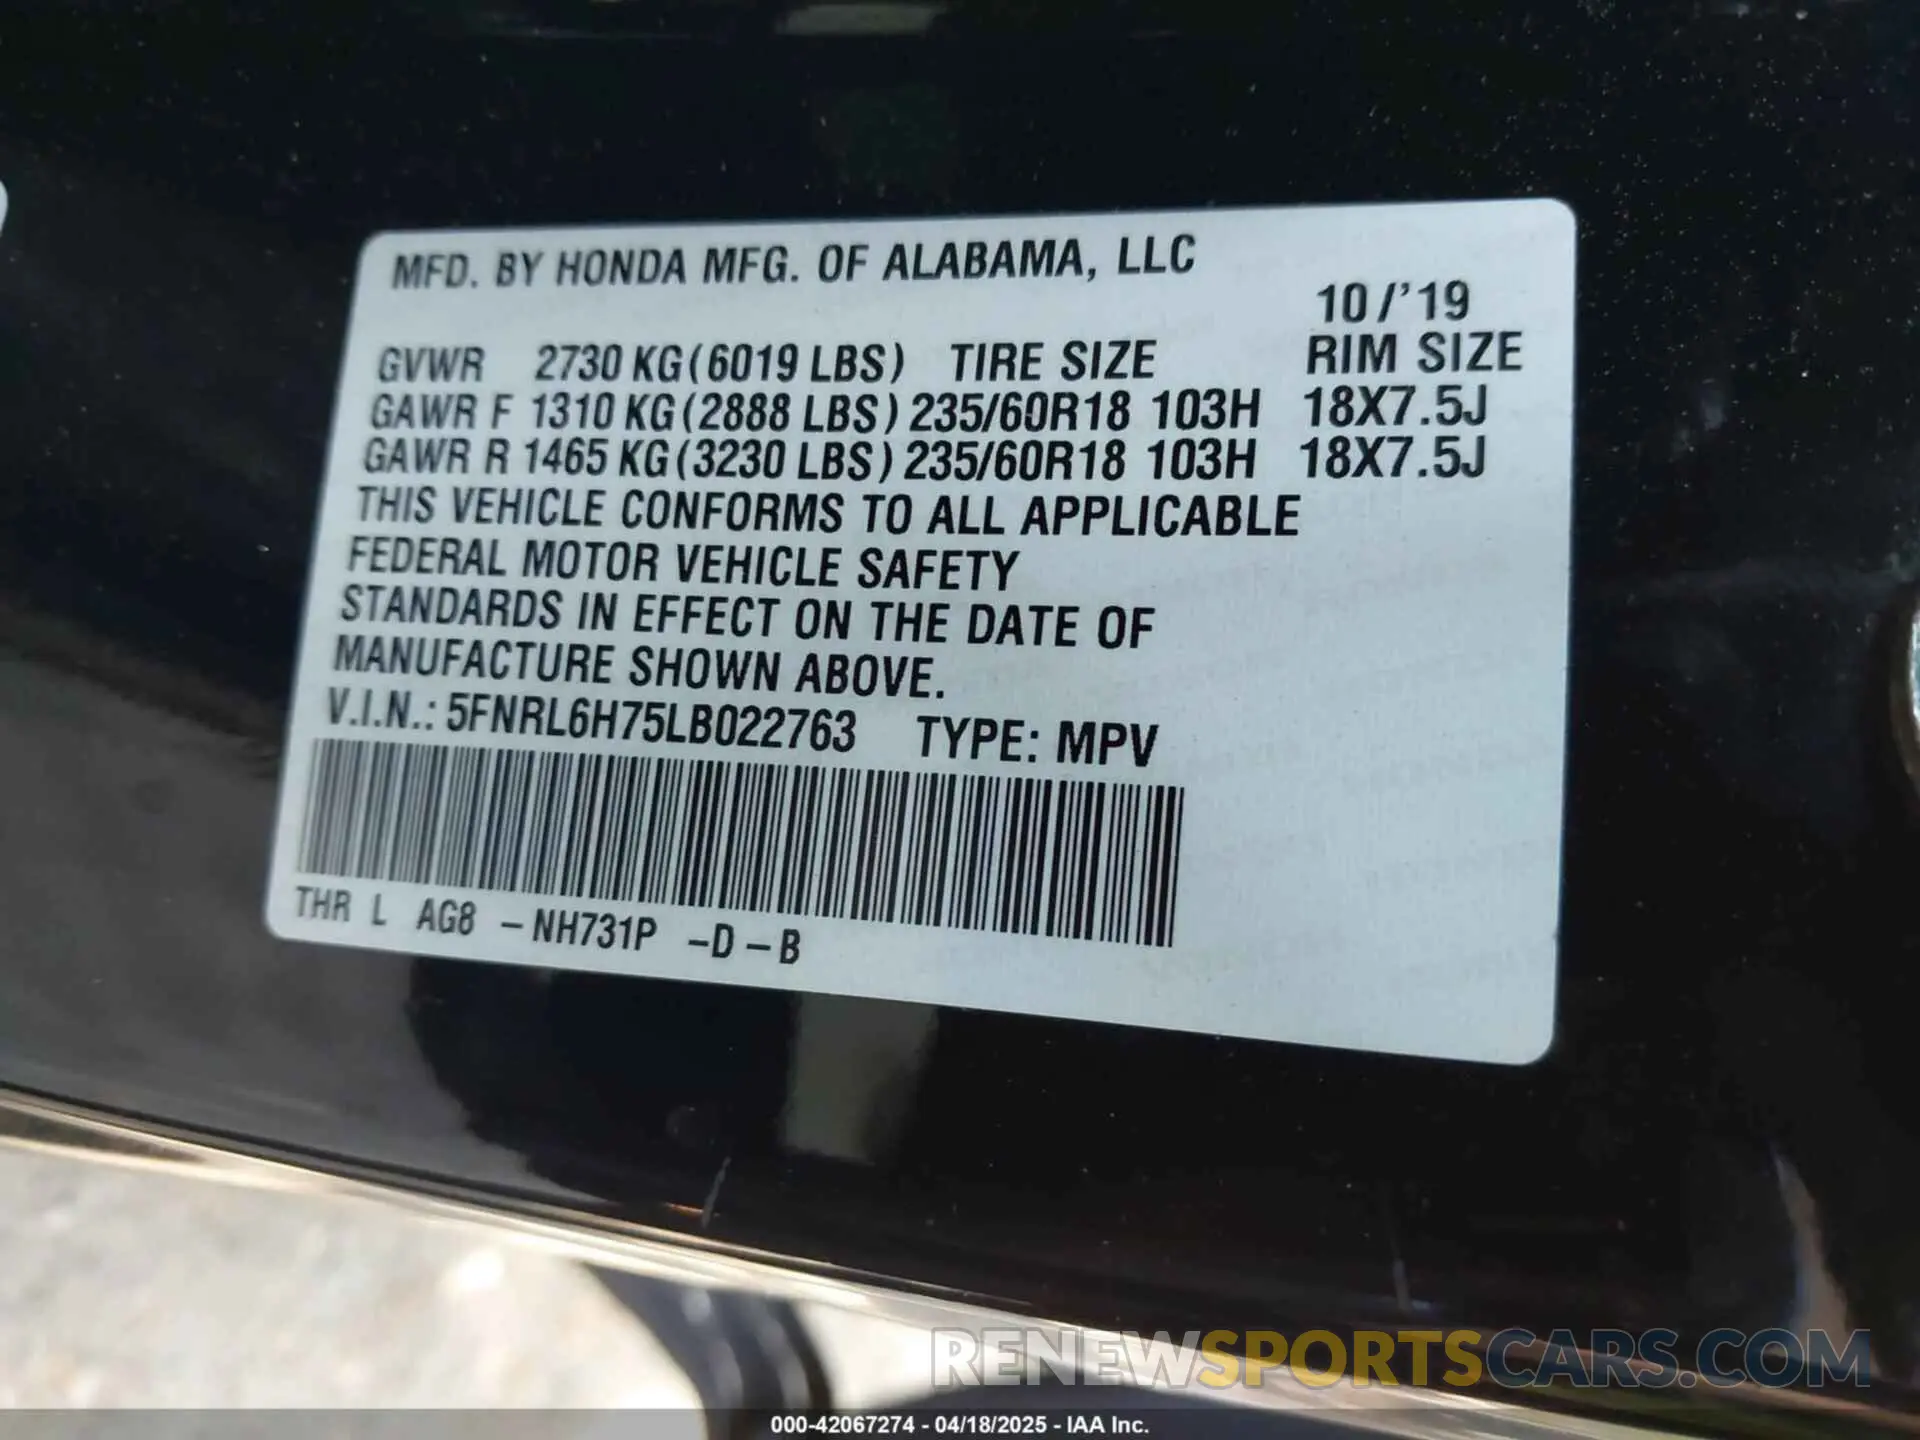 MFD. BY HONDA MFG. OF ALABAMA, LLC
10/'19
GVWR 2730 KG(6019 LBS) TIRE SIZE RIM SIZE
GAWR F 1310 KG(2888 LBS) 235/60R18 103H 18X7.5J
GAWR R 1465 KG(3230 LBS) 235/60R18 103H 18X7.5J
THIS VEHICLE CONFORMS TO ALL APPLICABLE
FEDERAL MOTOR VEHICLE SAFETY
STANDARDS IN EFFECT ON THE DATE OF
MANUFACTURE SHOWN ABOVE.
V.I.N.: 5FNRL6H75LB022763 TYPE: MPV
THR L AG8 -NH731P -D-B
RENEWSPORTSCARS.COM
000-42067274 - 04/18/2025 - IAA Inc.